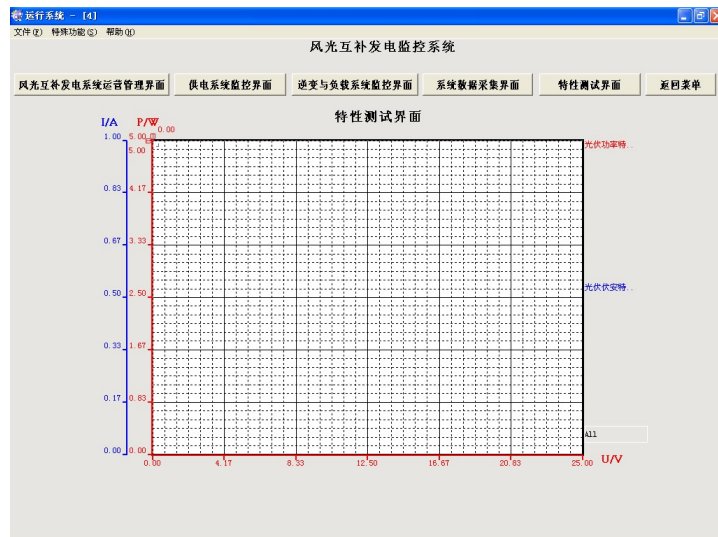 运行系统 - [4]
文件(F) 特殊功能(S) 帮助(H)
风光互补发电监控系统
风光互补发电系统运营管理界面 供电系统监控界面 逆变与负载系统监控界面 系统数据采集界面 特性测试界面 返回菜单
特性测试界面
I/A P/W
0.00
1.00 5.00
5.00
光伏功率特..
0.83 4.17
0.67 3.33
0.50 2.50
光伏伏安特..
0.33 1.67
0.17 0.83
All
0.00 0.00
0.00 4.17 8.33 12.50 16.67 20.83 25.00 U/V